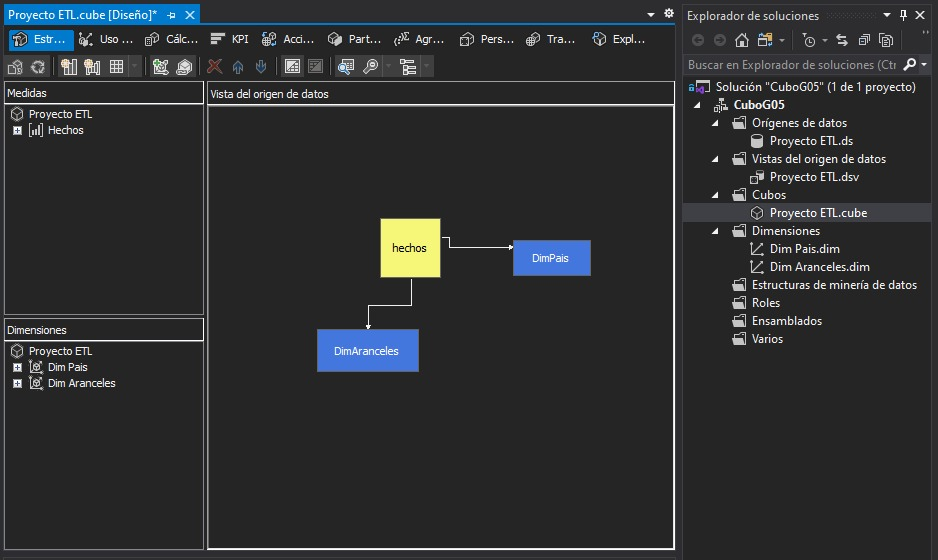 Proyecto ETL.cube [Diseño]*
Estr...
Uso ...
Cálc...
KPI
Acci...
Part...
Agr...
Pers...
Tra...
Expl...
Medidas
Proyecto ETL
Hechos
Dimensiones
Proyecto ETL
Dim Pais
Dim Aranceles
Vista del origen de datos
hechos
DimPais
DimAranceles
Explorador de soluciones
Buscar en Explorador de soluciones (Ctr
Solución "CuboG05" (1 de 1 proyecto)
CuboG05
Orígenes de datos
Proyecto ETL.ds
Vistas del origen de datos
Proyecto ETL.dsv
Cubos
Proyecto ETL.cube
Dimensiones
Dim Pais.dim
Dim Aranceles.dim
Estructuras de minería de datos
Roles
Ensamblados
Varios